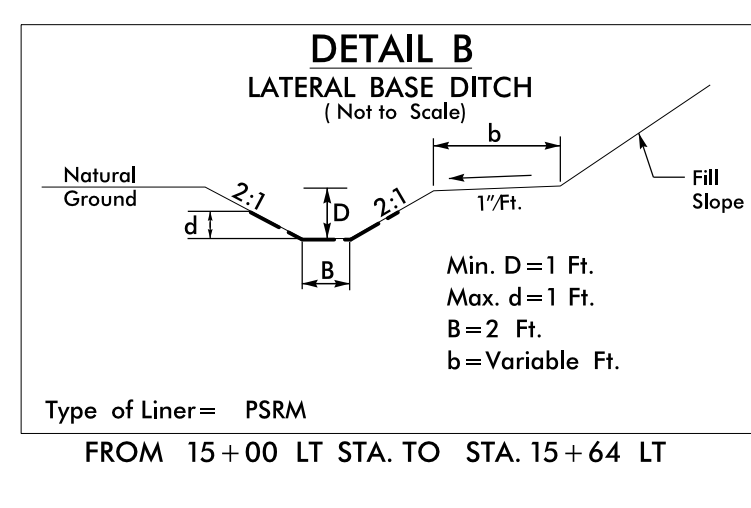 DETAIL B
LATERAL BASE DITCH
( Not to Scale)
b
Natural
Ground
2:1
D
2:1
1"/Ft.
Fill
Slope
d
B
Min. D=1 Ft.
Max. d=1 Ft.
B=2 Ft.
b=Variable Ft.
Type of Liner= PSRM
FROM 15+00 LT STA. TO STA. 15+64 LT